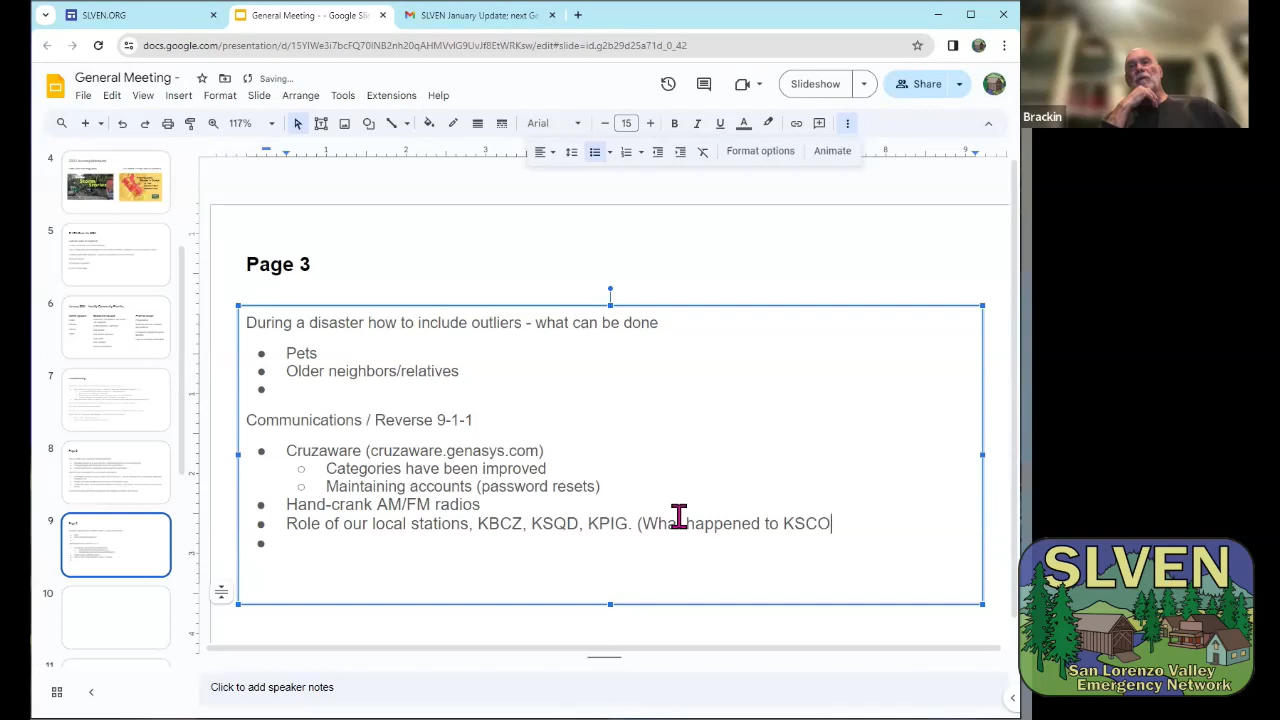 SLVEN.ORG
General Meeting - - Google Slid
SLVEN January Update; next Ge
docs.google.com/presentation/d/15YIWe3i7bcFQ70INB2nh20qAHMVvIG9UvJf8EtWRKsw/edit#slide=id.g2b29d25a71d_0_42
General Meeting -
Saving...
File Edit View Insert Format Slide Arrange Tools Extensions
Slideshow
Share
117%
Arial
15
Format options
Animate
Brackin
4
5
6
7
8
9
10
11
Page 3
During a disaster how to include outliers - what can be done
● Pets
● Older neighbors/relatives
●
Communications / Reverse 9-1-1
● Cruzaware (cruzaware.genasys.com)
○ Categories have been improved
○ Maintaining accounts (password resets)
● Hand-crank AM/FM radios
● Role of our local stations, KBCZ, KSQD, KPIG. (What happened to KSCO
●
Click to add speaker notes
SLVEN
San Lorenzo Valley
Emergency Network